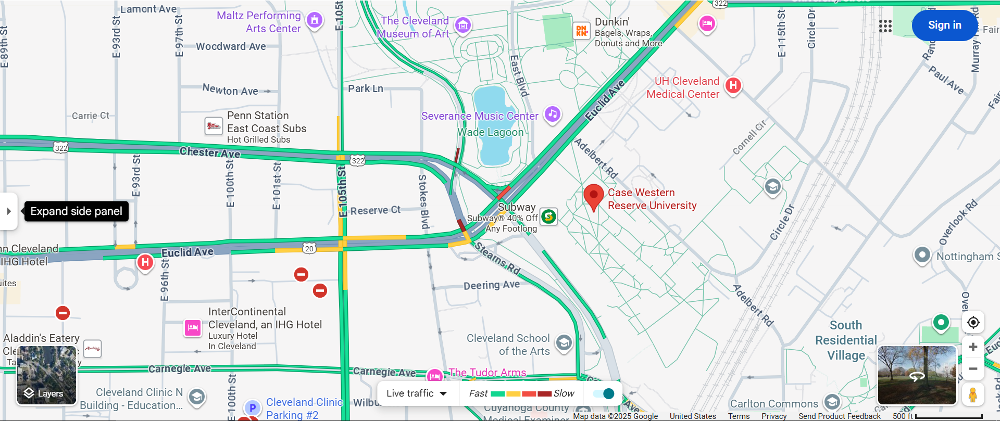 Lamont Ave
Maltz Performing
Arts Center
E 105t
The Cleveland
Museum of Art
Dunkin'
Bagels, Wraps,
Donuts and More
DN
KN
322
Sign in
E 89th St
E 93rd St
E 97th St
Woodward Ave
East Blvd
E 115th St
Circle Dr
Murray
Fair
Paul Ave
Newton Ave
Park Ln
UH Cleveland
Medical Center
H
Euclid Ave
Carrie Ct
Penn Station
East Coast Subs
Hot Grilled Subs
Severance Music Center
Wade Lagoon
Cornell Cir
Adelbert Rd
322
Chester Ave
322
E 93rd St
E 100th St
E 101st St
E 105th St
Stokes Blvd
Case Western
Reserve University
Expand side panel
Reserve Ct
Subway
Subway® 40% Off
Any Footlong
Circle Dr
Overlook Rd
nn Cleveland
IHG Hotel
H
Euclid Ave
20
Stearns Rd
Nottingham S
E 96th St
uites
Deering Ave
Adelbert Rd
InterContinental
Cleveland, an IHG Hotel
Luxury Hotel
In Cleveland
Aladdin's Eatery
Cleveland School
of the Arts
South
Residential
Village
Carnegie Ave
Carnegie Ave
The Tudor Arms
Layers
Cleveland Clinic N
Building - Education...
E 100th St
P
Cleveland Clinic
Parking #2
Wilbu
Live traffic
Fast
Slow
Ave
Cuyahoga County
Medical Examiner
Carlton Commons
Map data ©2025 Google
United States
Terms
Privacy
Send Product Feedback
500 ft